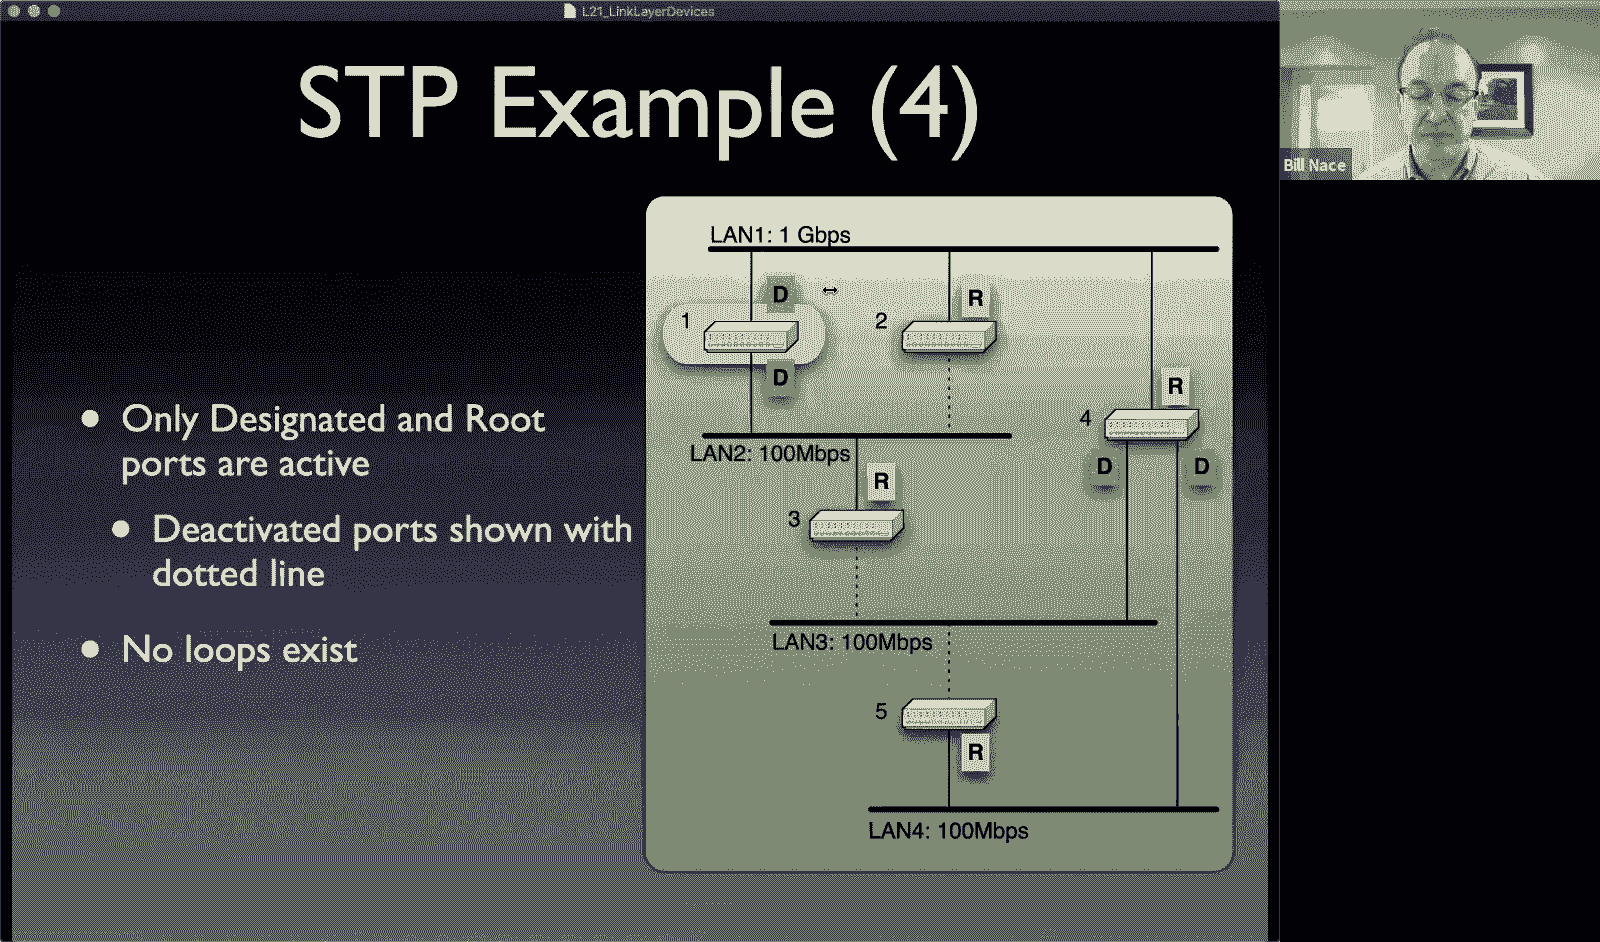 L21_LinkLayerDevices
STP Example (4)
Bill Nace
Only Designated and Root
ports are active
Deactivated ports shown with
dotted line
No loops exist
LAN1: 1 Gbps
D
R
1
2
D
R
4
LAN2: 100Mbps
D
D
R
3
LAN3: 100Mbps
5
R
LAN4: 100Mbps